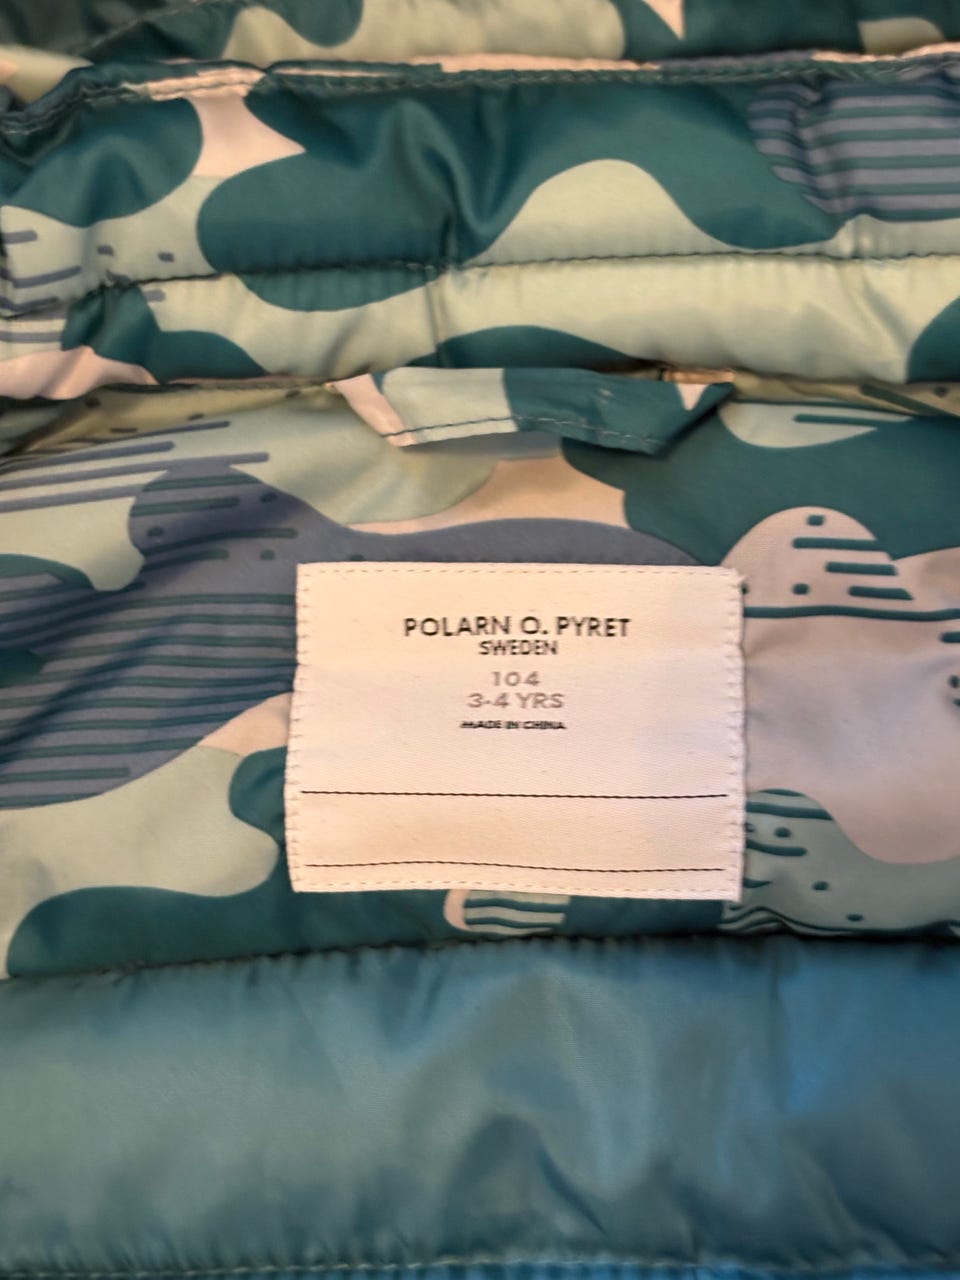 POLARN O. PYRET
SWEDEN
104
3-4 YRS
MADE IN CHINA